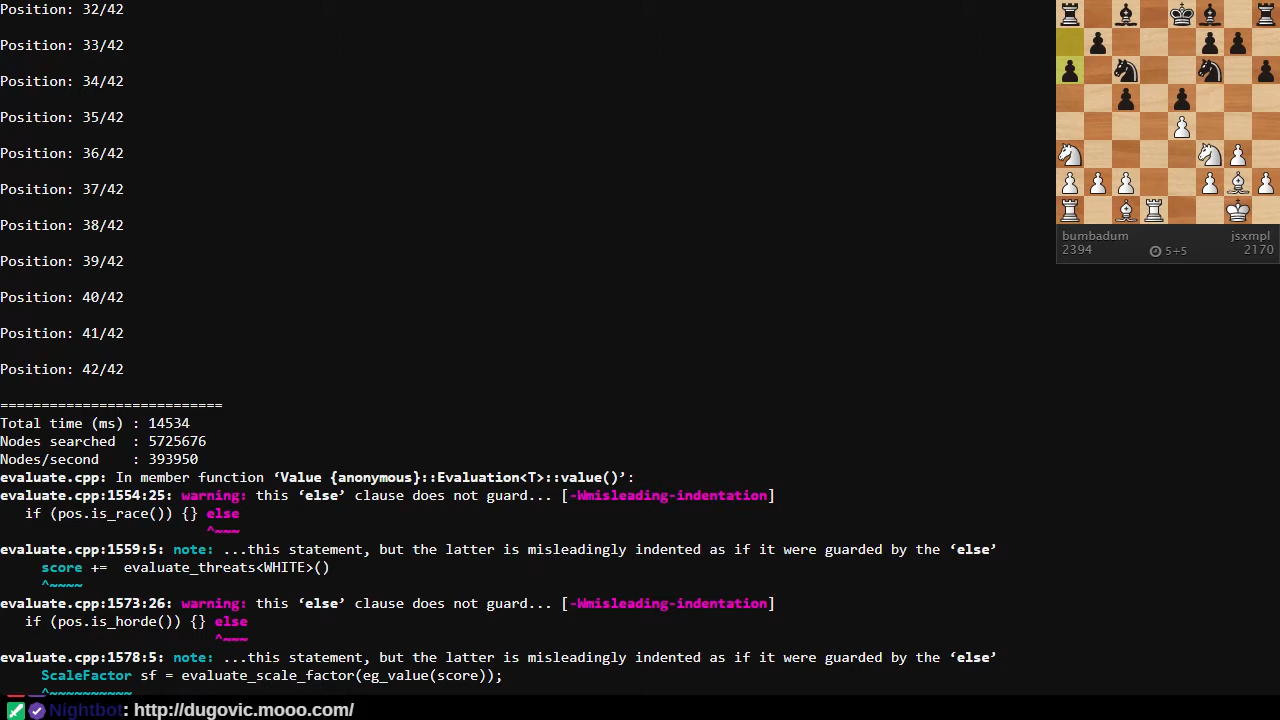 Position: 32/42
Position: 33/42
Position: 34/42
Position: 35/42
Position: 36/42
Position: 37/42
Position: 38/42
Position: 39/42
Position: 40/42
Position: 41/42
Position: 42/42
===========================
Total time (ms) : 14534
Nodes searched  : 5725676
Nodes/second    : 393950
evaluate.cpp: In member function ‘Value {anonymous}::Evaluation<T>::value()’:
evaluate.cpp:1554:25: warning: this ‘else’ clause does not guard... [-Wmisleading-indentation]
   if (pos.is_race()) {} else
                         ^~~~
evaluate.cpp:1559:5: note: ...this statement, but the latter is misleadingly indented as if it were guarded by the ‘else’
     score +=  evaluate_threats<WHITE>()
     ^~~~~
evaluate.cpp:1573:26: warning: this ‘else’ clause does not guard... [-Wmisleading-indentation]
   if (pos.is_horde()) {} else
                          ^~~~
evaluate.cpp:1578:5: note: ...this statement, but the latter is misleadingly indented as if it were guarded by the ‘else’
     ScaleFactor sf = evaluate_scale_factor(eg_value(score));
     ^~~~~~~~~~~
Nightbot: http://dugovic.mooo.com/
bumbadum jsxmpl
2394 5+5 2170